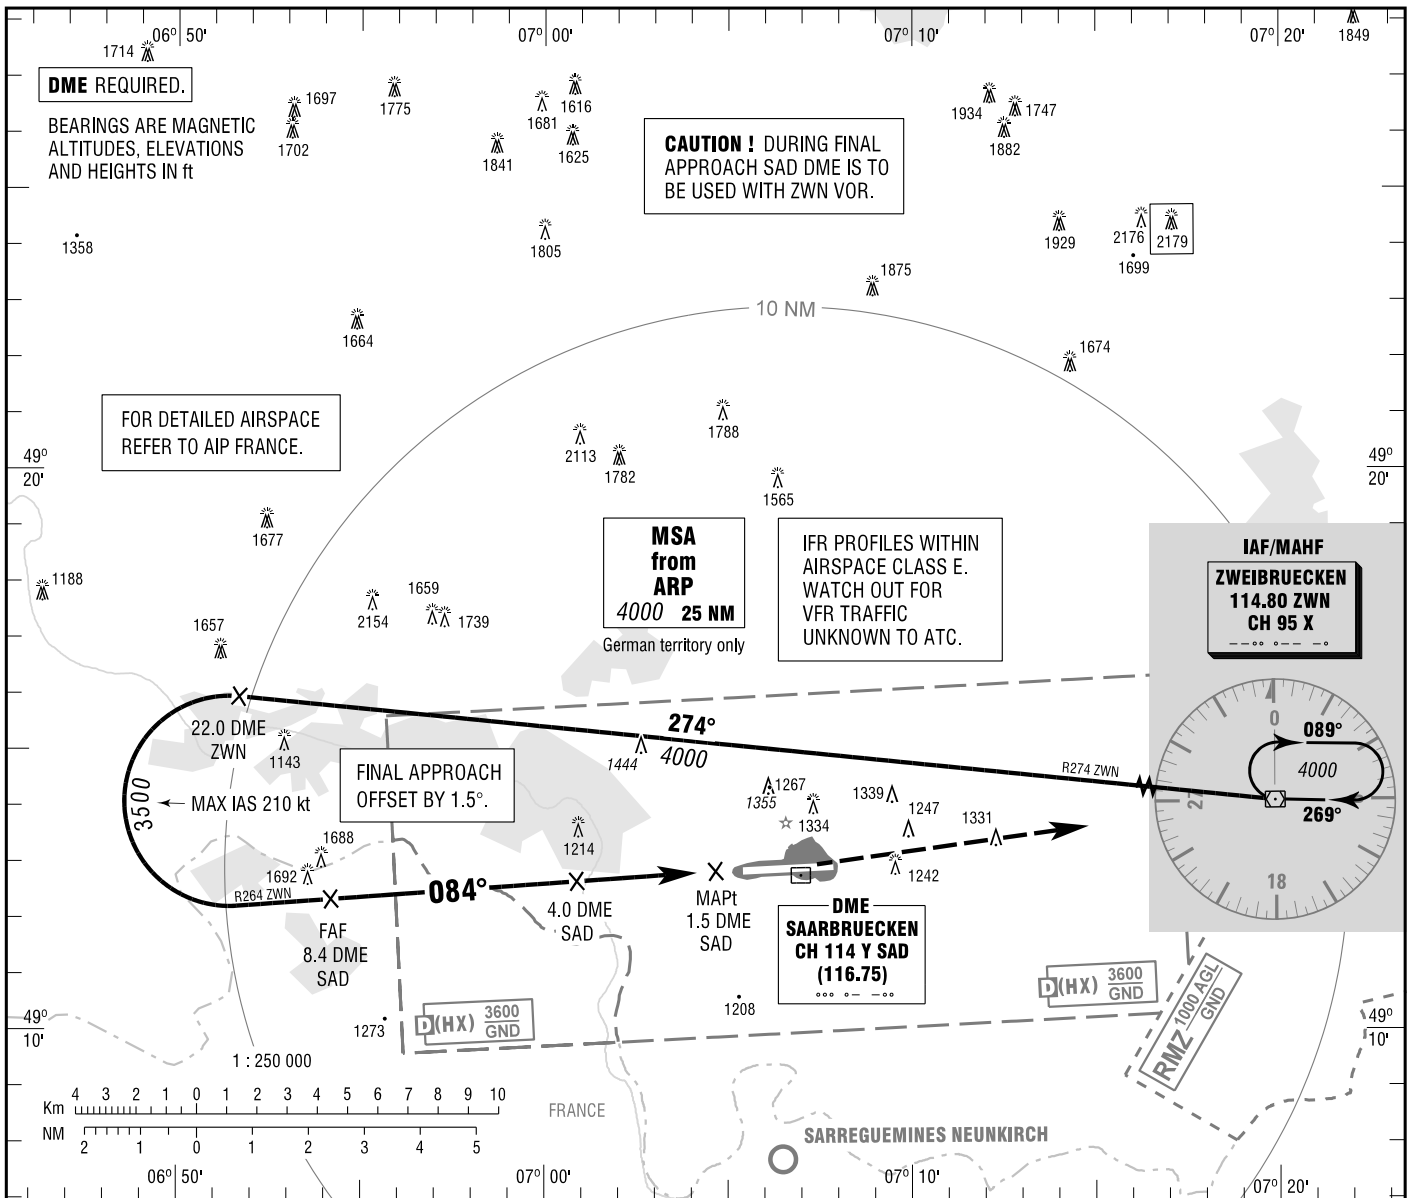 06° 50'
07° 00'
07° 10'
07° 20'
1849
1714
DME REQUIRED.
BEARINGS ARE MAGNETIC
ALTITUDES, ELEVATIONS
AND HEIGHTS IN ft
1697
1702
1775
1681
1616
1625
1841
CAUTION ! DURING FINAL
APPROACH SAD DME IS TO
BE USED WITH ZWN VOR.
1934
1747
1882
1358
1805
1929
2176
2179
1699
1875
10 NM
1664
1674
FOR DETAILED AIRSPACE
REFER TO AIP FRANCE.
1788
2113
1782
1565
49°
20'
49°
20'
1677
MSA
from
ARP
4000 25 NM
German territory only
IFR PROFILES WITHIN
AIRSPACE CLASS E.
WATCH OUT FOR
VFR TRAFFIC
UNKNOWN TO ATC.
IAF/MAHF
ZWEIBRUECKEN
114.80 ZWN
CH 95 X
1188
1659
2154
1739
1657
22.0 DME
ZWN
1143
274°
4000
1444
R274 ZWN
0
089°
4000
269°
27
9
18
FINAL APPROACH
OFFSET BY 1.5°.
3500
MAX IAS 210 kt
1267
1355
1334
1339
1247
1331
1242
1214
1688
1692
R264 ZWN
084°
FAF
8.4 DME
SAD
4.0 DME
SAD
MAPt
1.5 DME
SAD
DME
SAARBRUECKEN
CH 114 Y SAD
(116.75)
1208
1273
D(HX) 3600
GND
D(HX) 3600
GND
RMZ 1000 AGL
GND
49°
10'
49°
10'
1 : 250 000
Km 4 3 2 1 0 1 2 3 4 5 6 7 8 9 10
NM 2 1 0 1 2 3 4 5
FRANCE
SARREGUEMINES NEUNKIRCH
06° 50'
07° 00'
07° 10'
07° 20'